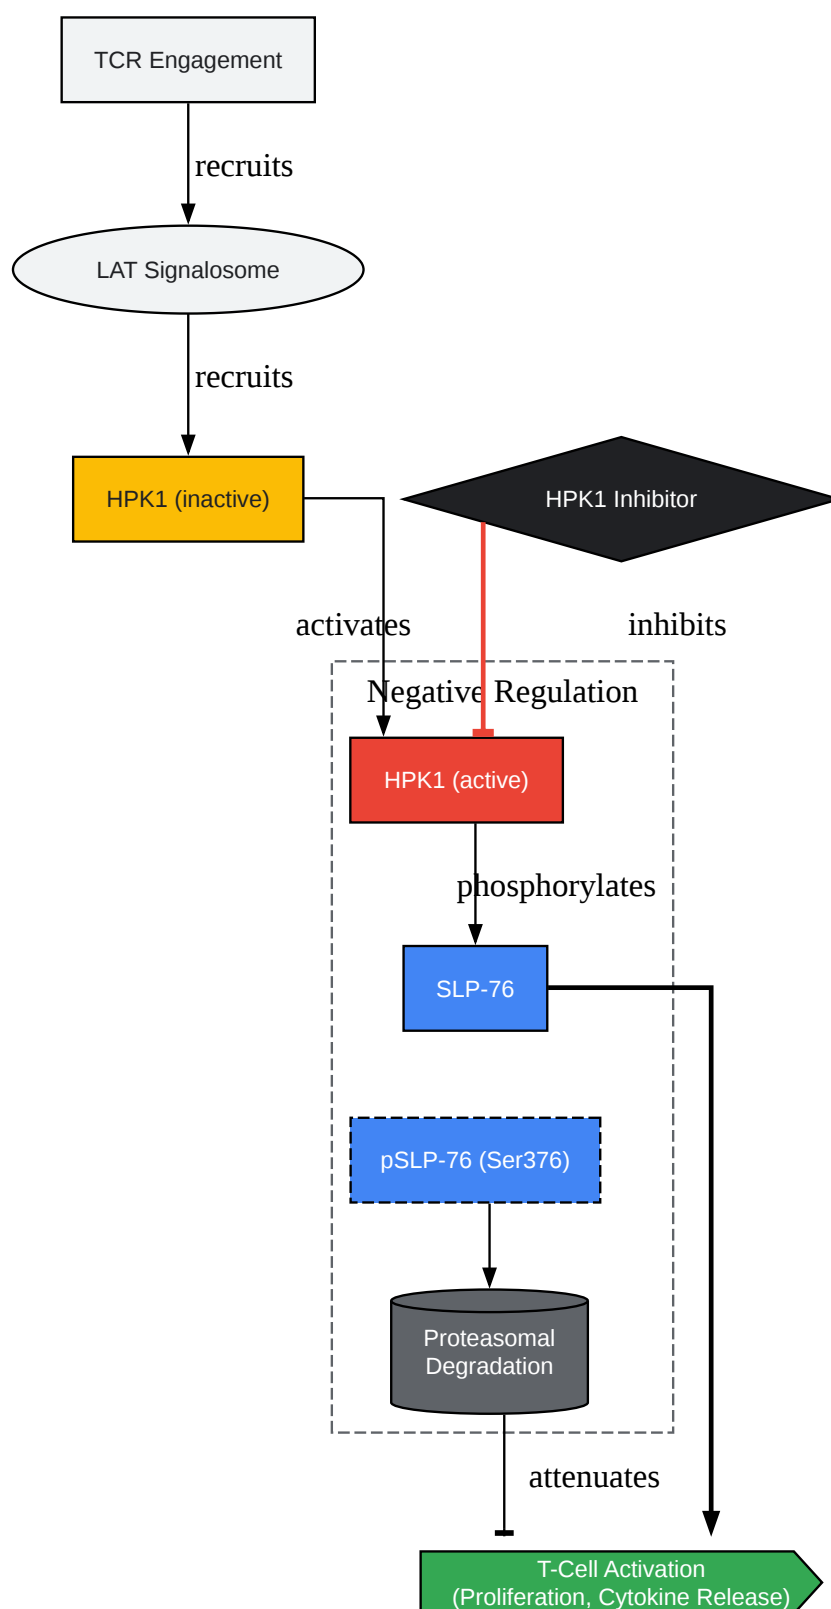 TCR Engagement
recruits
LAT Signalosome
recruits
HPK1 (inactive)
HPK1 Inhibitor
activates
inhibits
Negative Regulation
HPK1 (active)
phosphorylates
SLP-76
pSLP-76 (Ser376)
Proteasomal
Degradation
attenuates
T-Cell Activation
(Proliferation, Cytokine Release)